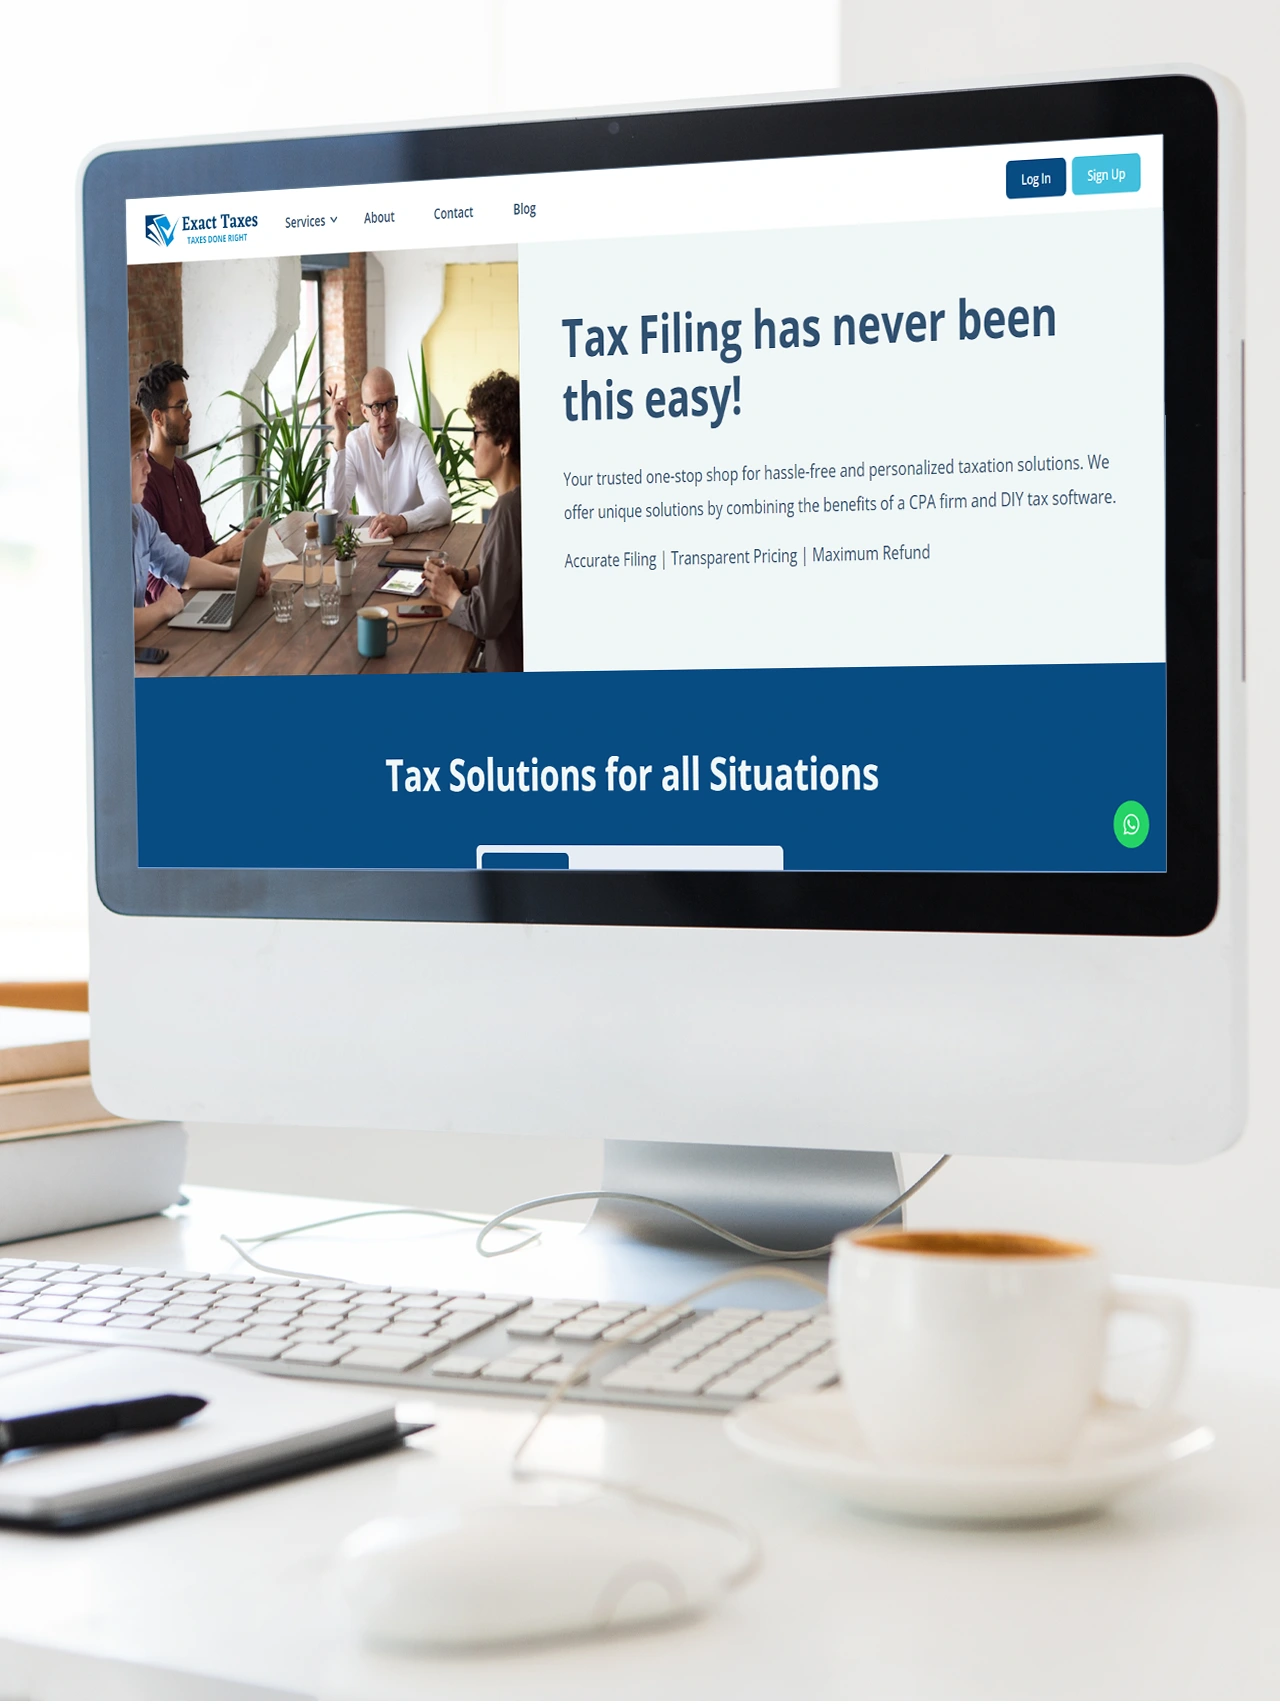 Exact Taxes
TAXES DONE RIGHT
Services
About
Contact
Blog
Log In
Sign Up
Tax Filing has never been
this easy!
Your trusted one-stop shop for hassle-free and personalized taxation solutions. We
offer unique solutions by combining the benefits of a CPA firm and DIY tax software.
Accurate Filing | Transparent Pricing | Maximum Refund
Tax Solutions for all Situations